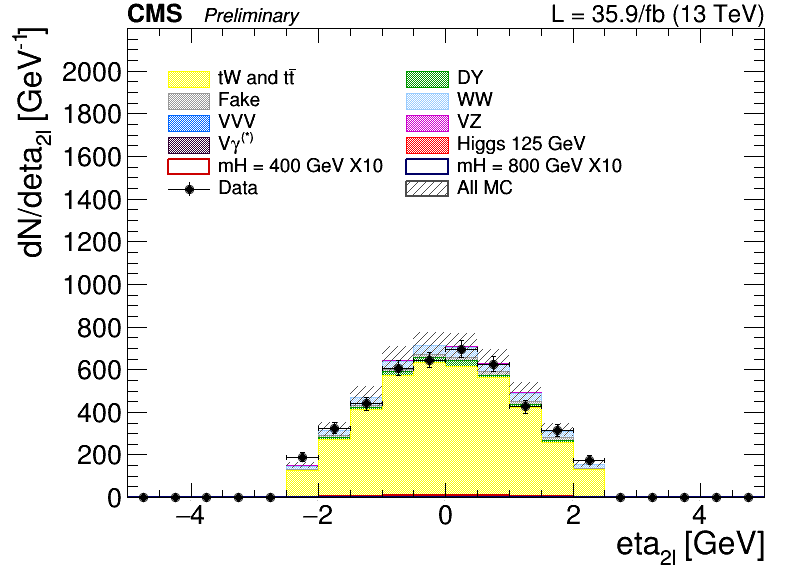 CMS Preliminary L = 35.9/fb (13 TeV)
dN/deta2l [GeV-1]
2000
1800
1600
1400
1200
1000
800
600
400
200
0
tW and tt̄ DY
Fake WW
VVV VZ
Vγ(*) Higgs 125 GeV
mH = 400 GeV X10 mH = 800 GeV X10
Data All MC
−4 −2 0 2 4
eta2l [GeV]